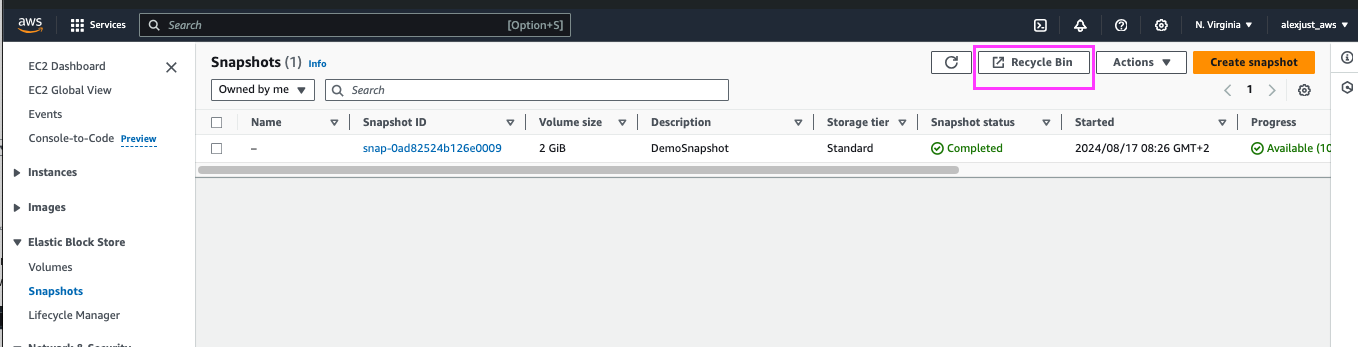 aws Services Search [Option+S] N. Virginia alexjust_aws
EC2 Dashboard
EC2 Global View
Events
Console-to-Code Preview
Instances
Images
Elastic Block Store
Volumes
Snapshots
Lifecycle Manager
Network & Security
Snapshots (1) Info Recycle Bin Actions Create snapshot
Owned by me Search 1
Name Snapshot ID Volume size Description Storage tier Snapshot status Started Progress
– snap-0ad82524b126e0009 2 GiB DemoSnapshot Standard Completed 2024/08/17 08:26 GMT+2 Available (10